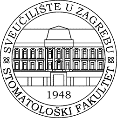 SVEUČILIŠTE U ZAGREBU
STOMATOLOŠKI FAKULTET
1948